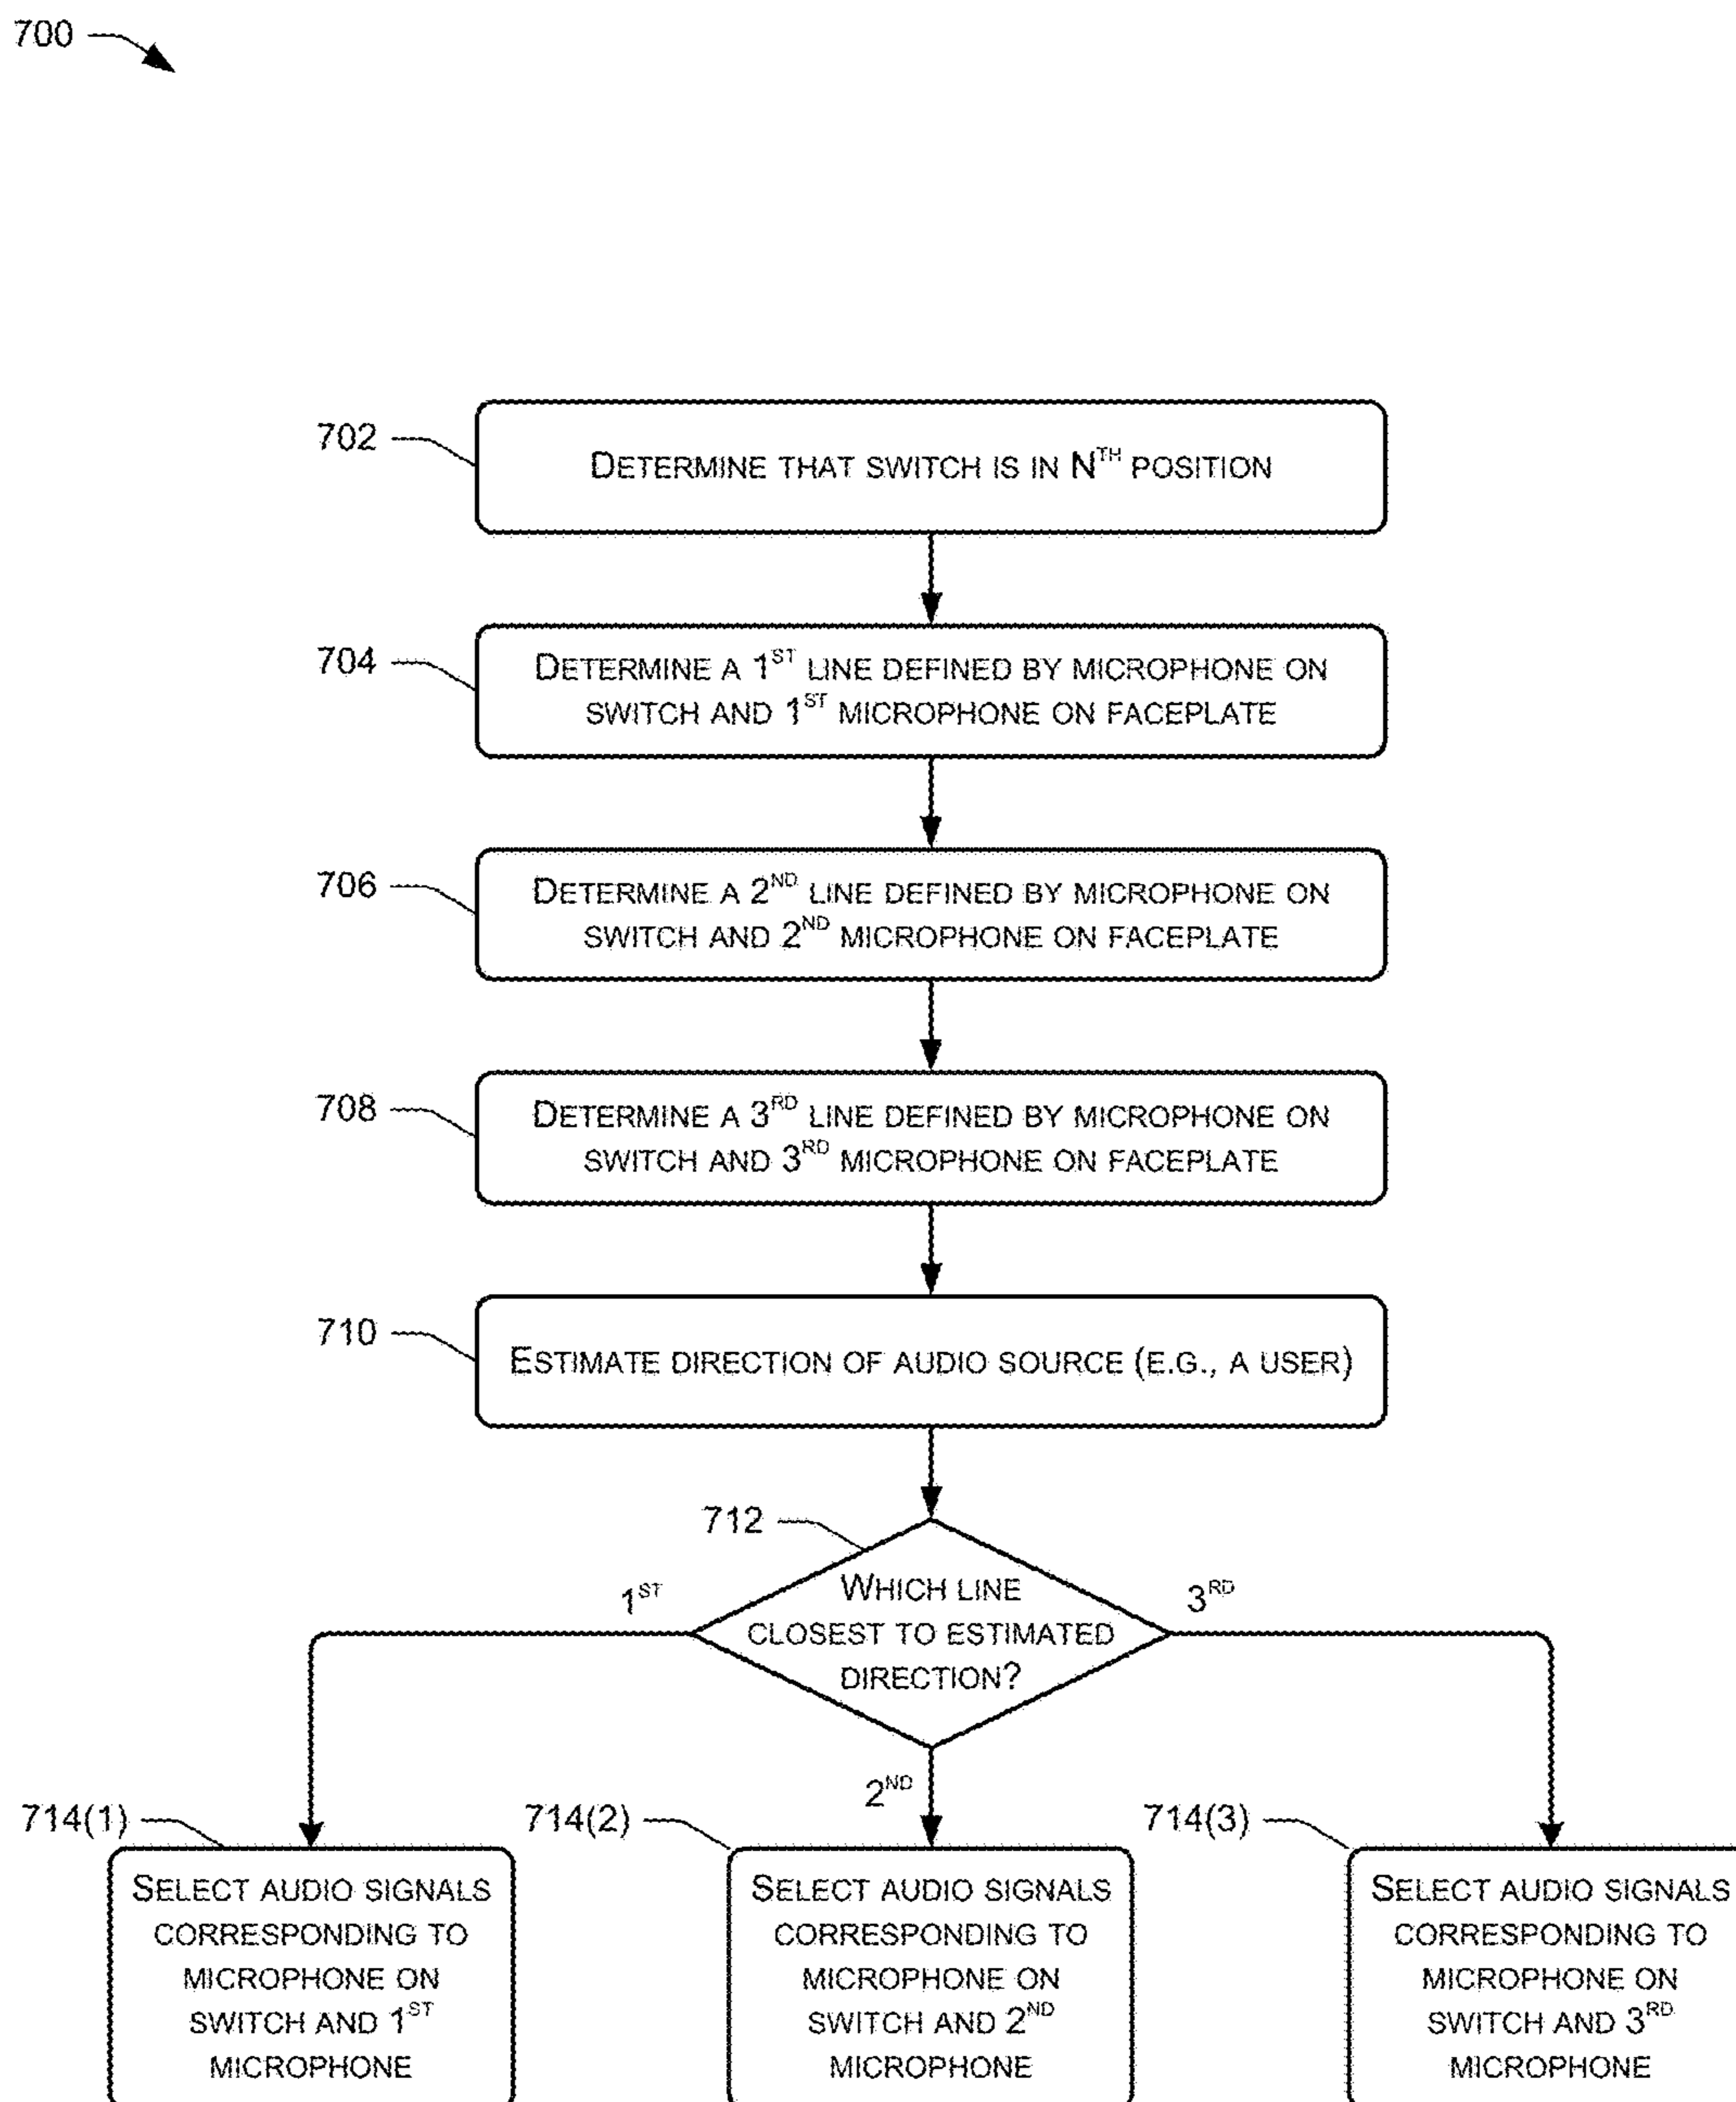 700
702
DETERMINE THAT SWITCH IS IN NTH POSITION
704
DETERMINE A 1ST LINE DEFINED BY MICROPHONE ON
SWITCH AND 1ST MICROPHONE ON FACEPLATE
706
DETERMINE A 2ND LINE DEFINED BY MICROPHONE ON
SWITCH AND 2ND MICROPHONE ON FACEPLATE
708
DETERMINE A 3RD LINE DEFINED BY MICROPHONE ON
SWITCH AND 3RD MICROPHONE ON FACEPLATE
710
ESTIMATE DIRECTION OF AUDIO SOURCE (E.G., A USER)
712
WHICH LINE
CLOSEST TO ESTIMATED
DIRECTION?
1ST
3RD
2ND
714(1)
SELECT AUDIO SIGNALS
CORRESPONDING TO
MICROPHONE ON
SWITCH AND 1ST
MICROPHONE
714(2)
SELECT AUDIO SIGNALS
CORRESPONDING TO
MICROPHONE ON
SWITCH AND 2ND
MICROPHONE
714(3)
SELECT AUDIO SIGNALS
CORRESPONDING TO
MICROPHONE ON
SWITCH AND 3RD
MICROPHONE